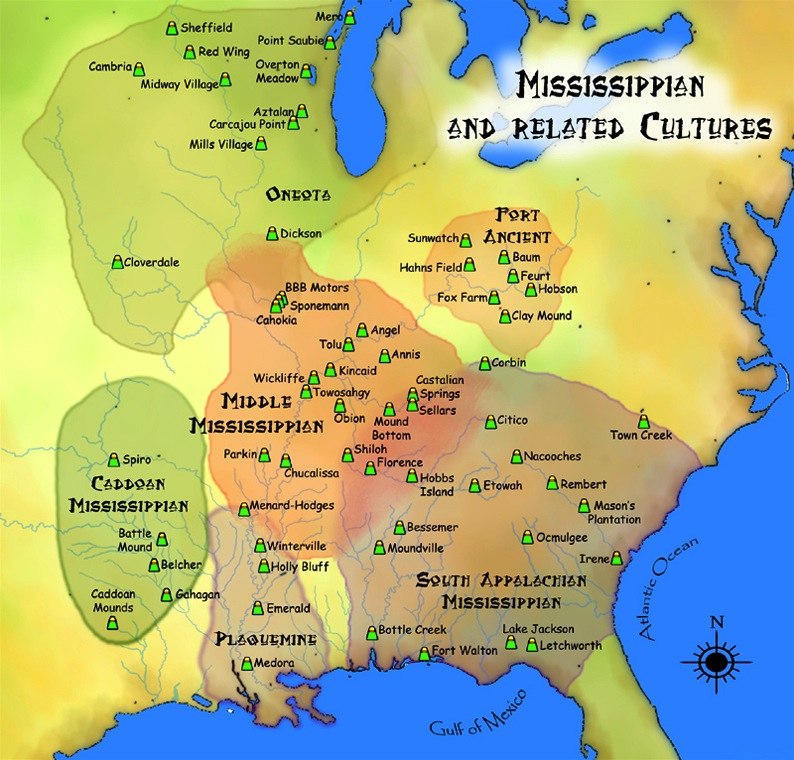 Mississippian
and related Cultures
Mero
Sheffield
Point Saubie
Red Wing
Cambria
Overton
Meadow
Midway Village
Aztalan
Carcajou Point
Mills Village
Oneota
Dickson
Cloverdale
Fort
Ancient
Sunwatch
Baum
Hahns Field
Feurt
Hobson
Fox Farm
Clay Mound
BBB Motors
Sponemann
Cahokia
Angel
Tolu
Annis
Corbin
Kincaid
Wickliffe
Castalian
Springs
Towosahgy
Sellars
Middle
Mississippian
Obion
Mound
Bottom
Citico
Town Creek
Parkin
Chucalissa
Shiloh
Florence
Nacooches
Hobbs
Island
Etowah
Rembert
Spiro
Caddoan
Mississippian
Menard-Hodges
Mason's
Plantation
Battle
Mound
Bessemer
Ocmulgee
Winterville
Moundville
Belcher
Holly Bluff
Irene
South Appalachian
Mississippian
Caddoan
Mounds
Gahagan
Emerald
Plaquemine
Bottle Creek
Lake Jackson
Letchworth
Fort Walton
Medora
Atlantic Ocean
N
Gulf of Mexico